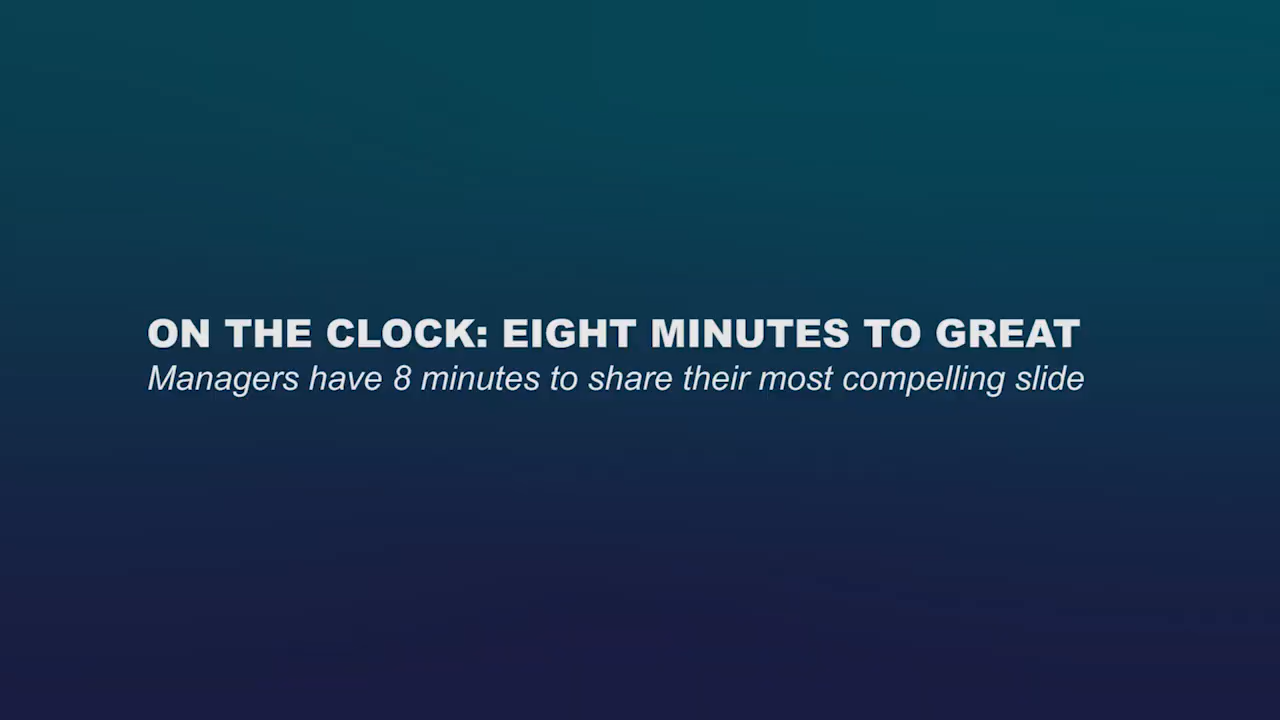 ON THE CLOCK: EIGHT MINUTES TO GREAT
Managers have 8 minutes to share their most compelling slide